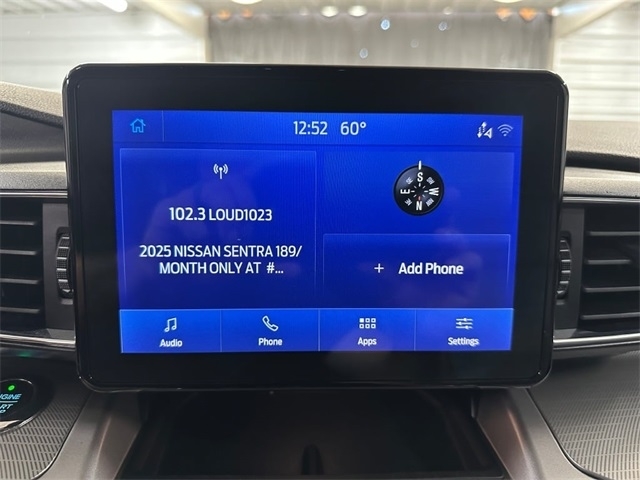 12:52 60°
102.3 LOUD1023
2025 NISSAN SENTRA 189/
MONTH ONLY AT #...
S
E W
N
+ Add Phone
Audio Phone Apps Settings